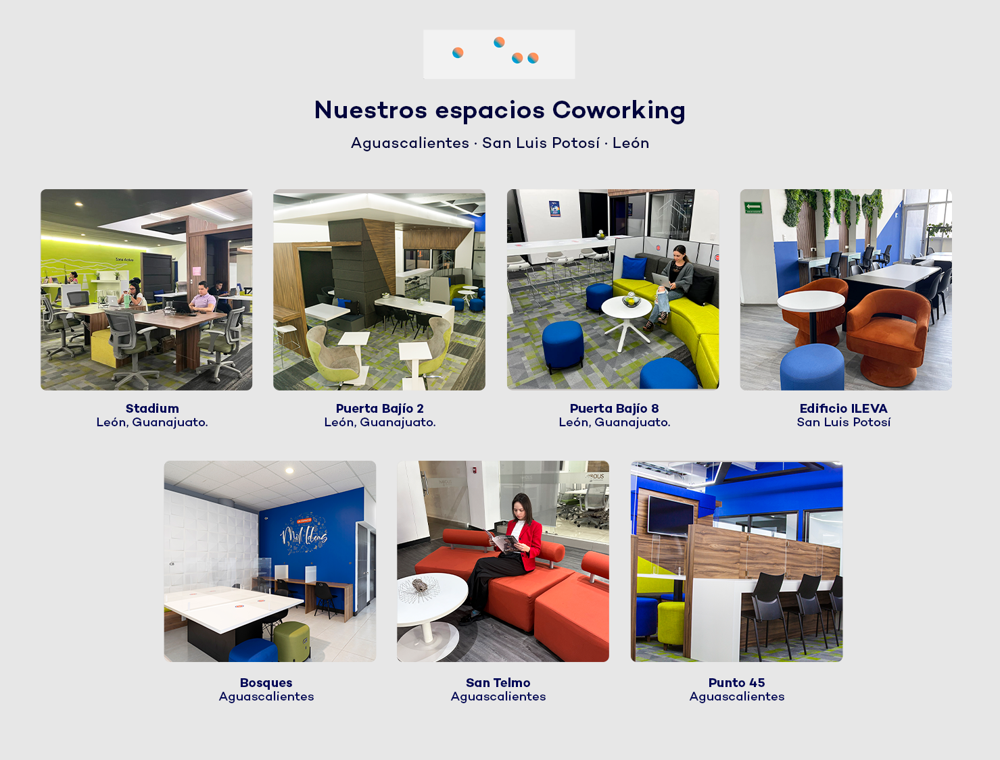 Nuestros espacios Coworking
Aguascalientes · San Luis Potosí · León
Zona Active
Stadium
León, Guanajuato.
Puerta Bajío 2
León, Guanajuato.
Puerta Bajío 8
León, Guanajuato.
Edificio ILEVA
San Luis Potosí
Mil Ideas
Bosques
Aguascalientes
San Telmo
Aguascalientes
Punto 45
Aguascalientes